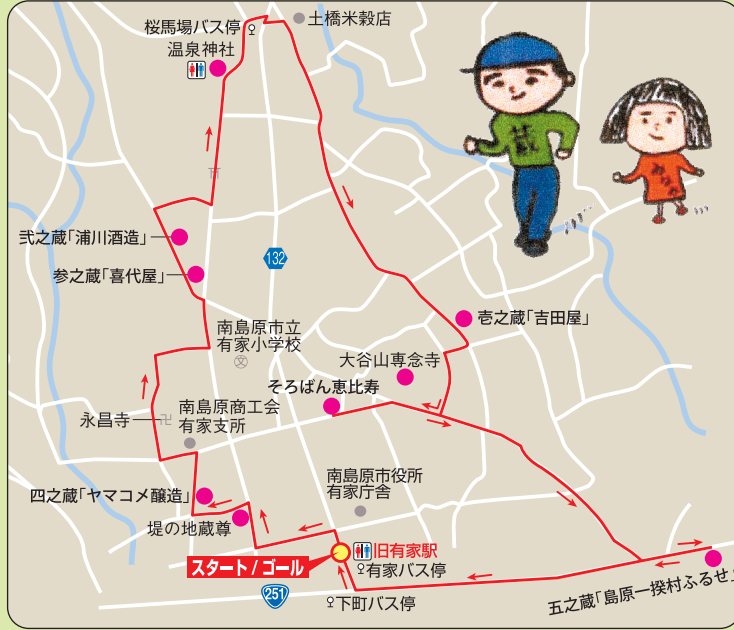 桜馬場バス停
土橋米穀店
温泉神社
弐之蔵「浦川酒造」
参之蔵「喜代屋」
132
壱之蔵「吉田屋」
南島原市立
有家小学校
文
大谷山専念寺
そろばん恵比寿
永昌寺
南島原商工会
有家支所
南島原市役所
有家庁舎
四之蔵「ヤマコメ醸造」
堤の地蔵尊
旧有家駅
スタート/ゴール
有家バス停
251
下町バス停
五之蔵「島原一揆村ふるせ」
蔵